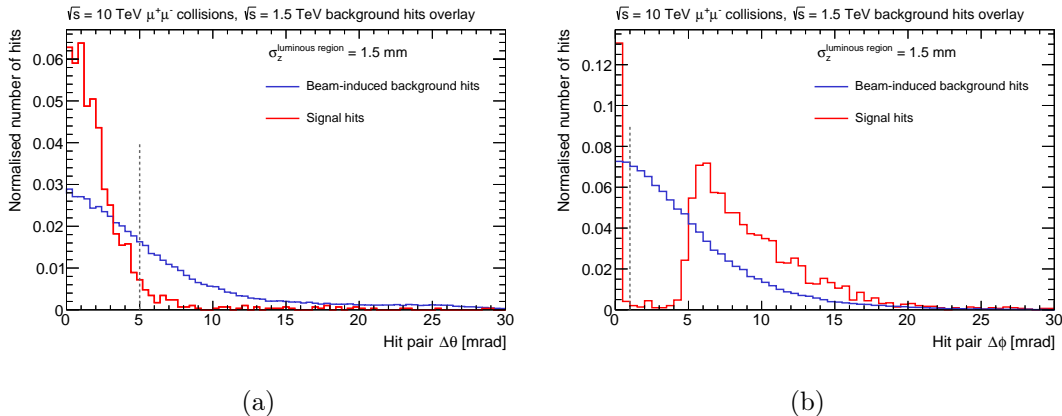 √s = 10 TeV μ⁺μ⁻ collisions, √s = 1.5 TeV background hits overlay
Normalised number of hits
0.06
0.05
0.04
0.03
0.02
0.01
0
σ_z^luminous region = 1.5 mm
Beam-induced background hits
Signal hits
0 5 10 15 20 25 30
Hit pair Δθ [mrad]
(a)
√s = 10 TeV μ⁺μ⁻ collisions, √s = 1.5 TeV background hits overlay
Normalised number of hits
0.12
0.1
0.08
0.06
0.04
0.02
0
σ_z^luminous region = 1.5 mm
Beam-induced background hits
Signal hits
0 5 10 15 20 25 30
Hit pair Δϕ [mrad]
(b)